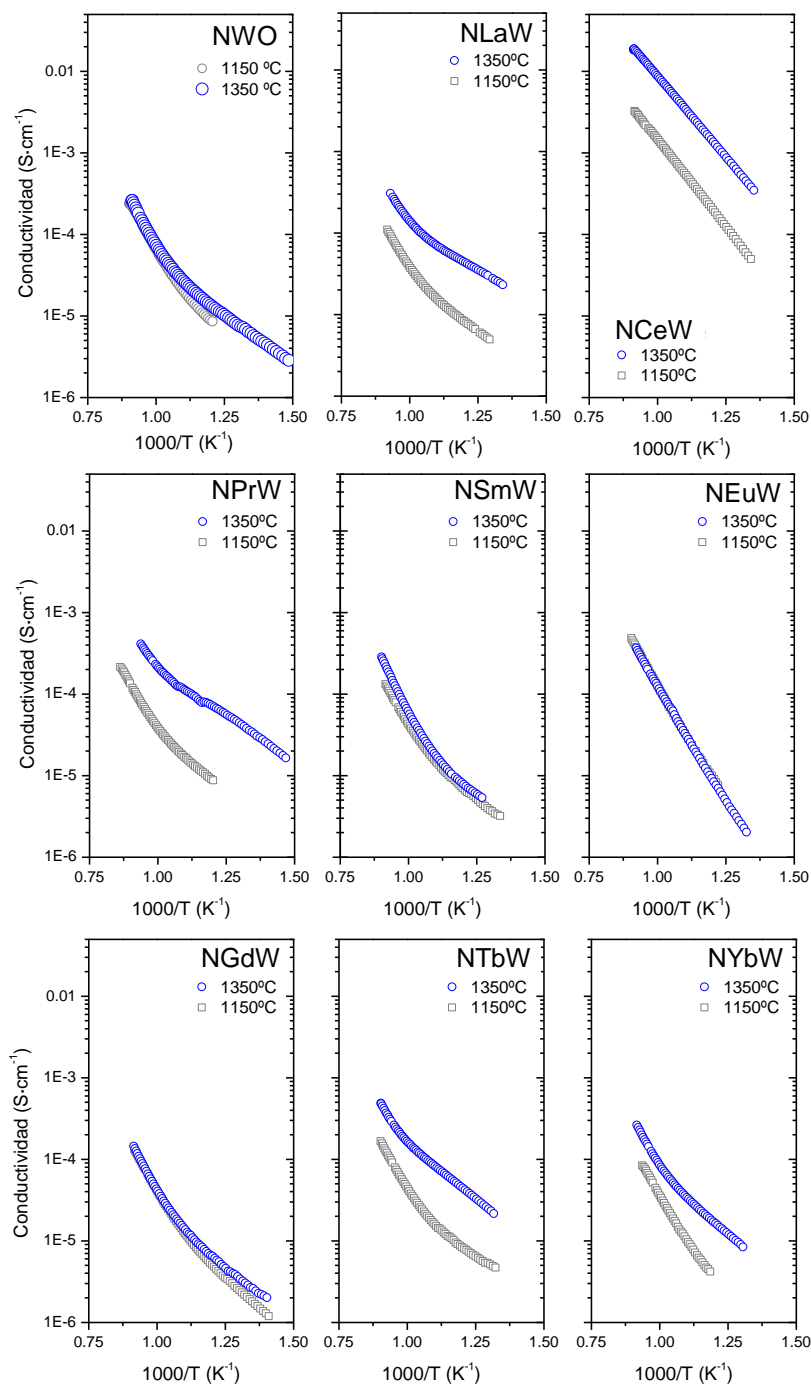 NWO
1150 ºC
1350 ºC
NLaW
1350ºC
1150ºC
NCeW
1350ºC
1150ºC
0.01
1E-3
1E-4
1E-5
1E-6
Conductividad (S·cm⁻¹)
0.75 1.00 1.25 1.50
0.75 1.00 1.25 1.50
0.75 1.00 1.25 1.50
1000/T (K⁻¹)
1000/T (K⁻¹)
1000/T (K⁻¹)
NPrW
1350ºC
1150ºC
NSmW
1350ºC
1150ºC
NEuW
1350ºC
1150ºC
0.01
1E-3
1E-4
1E-5
1E-6
Conductividad (S·cm⁻¹)
0.75 1.00 1.25 1.50
0.75 1.00 1.25 1.50
0.75 1.00 1.25 1.50
1000/T (K⁻¹)
1000/T (K⁻¹)
1000/T (K⁻¹)
NGdW
1350ºC
1150ºC
NTbW
1350ºC
1150ºC
NYbW
1350ºC
1150ºC
0.01
1E-3
1E-4
1E-5
1E-6
Conductividad (S·cm⁻¹)
0.75 1.00 1.25 1.50
0.75 1.00 1.25 1.50
0.75 1.00 1.25 1.50
1000/T (K⁻¹)
1000/T (K⁻¹)
1000/T (K⁻¹)